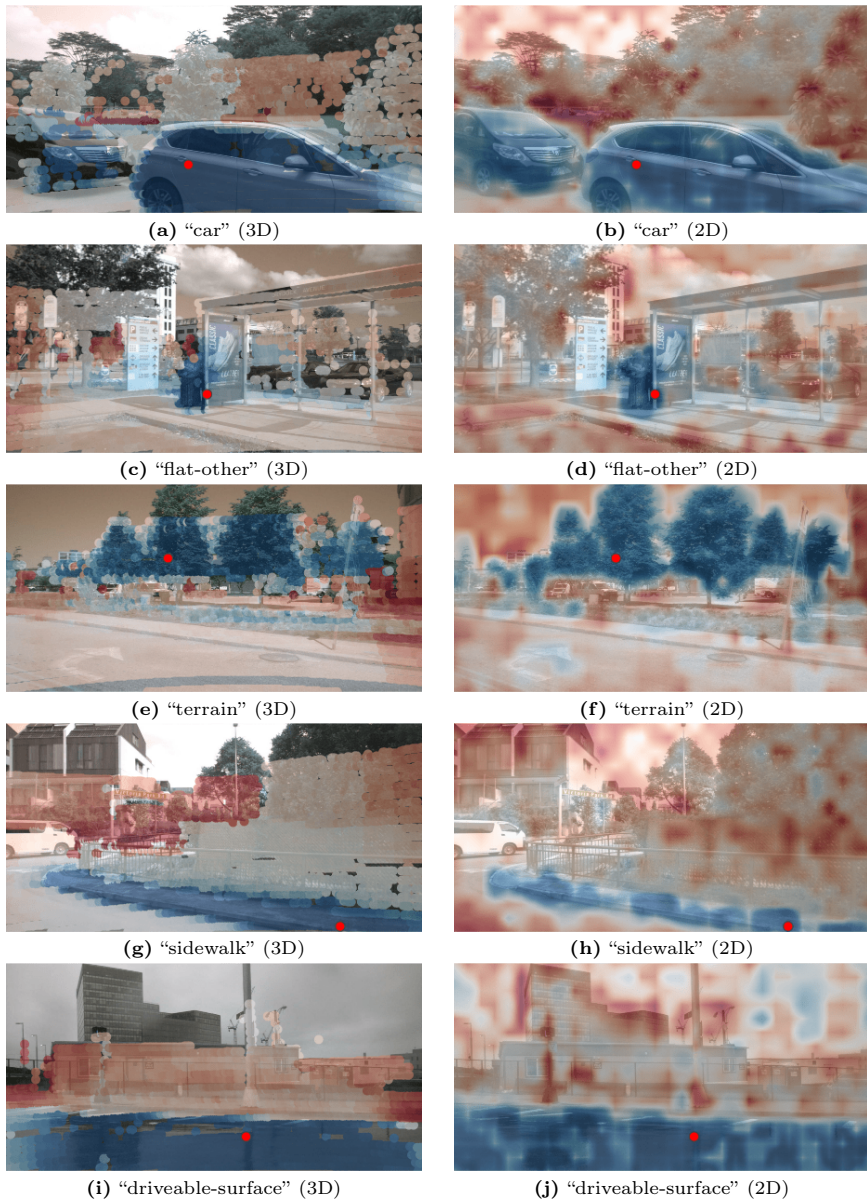 (a) “car” (3D)
(b) “car” (2D)
(c) “flat-other” (3D)
(d) “flat-other” (2D)
(e) “terrain” (3D)
(f) “terrain” (2D)
(g) “sidewalk” (3D)
(h) “sidewalk” (2D)
(i) “driveable-surface” (3D)
(j) “driveable-surface” (2D)